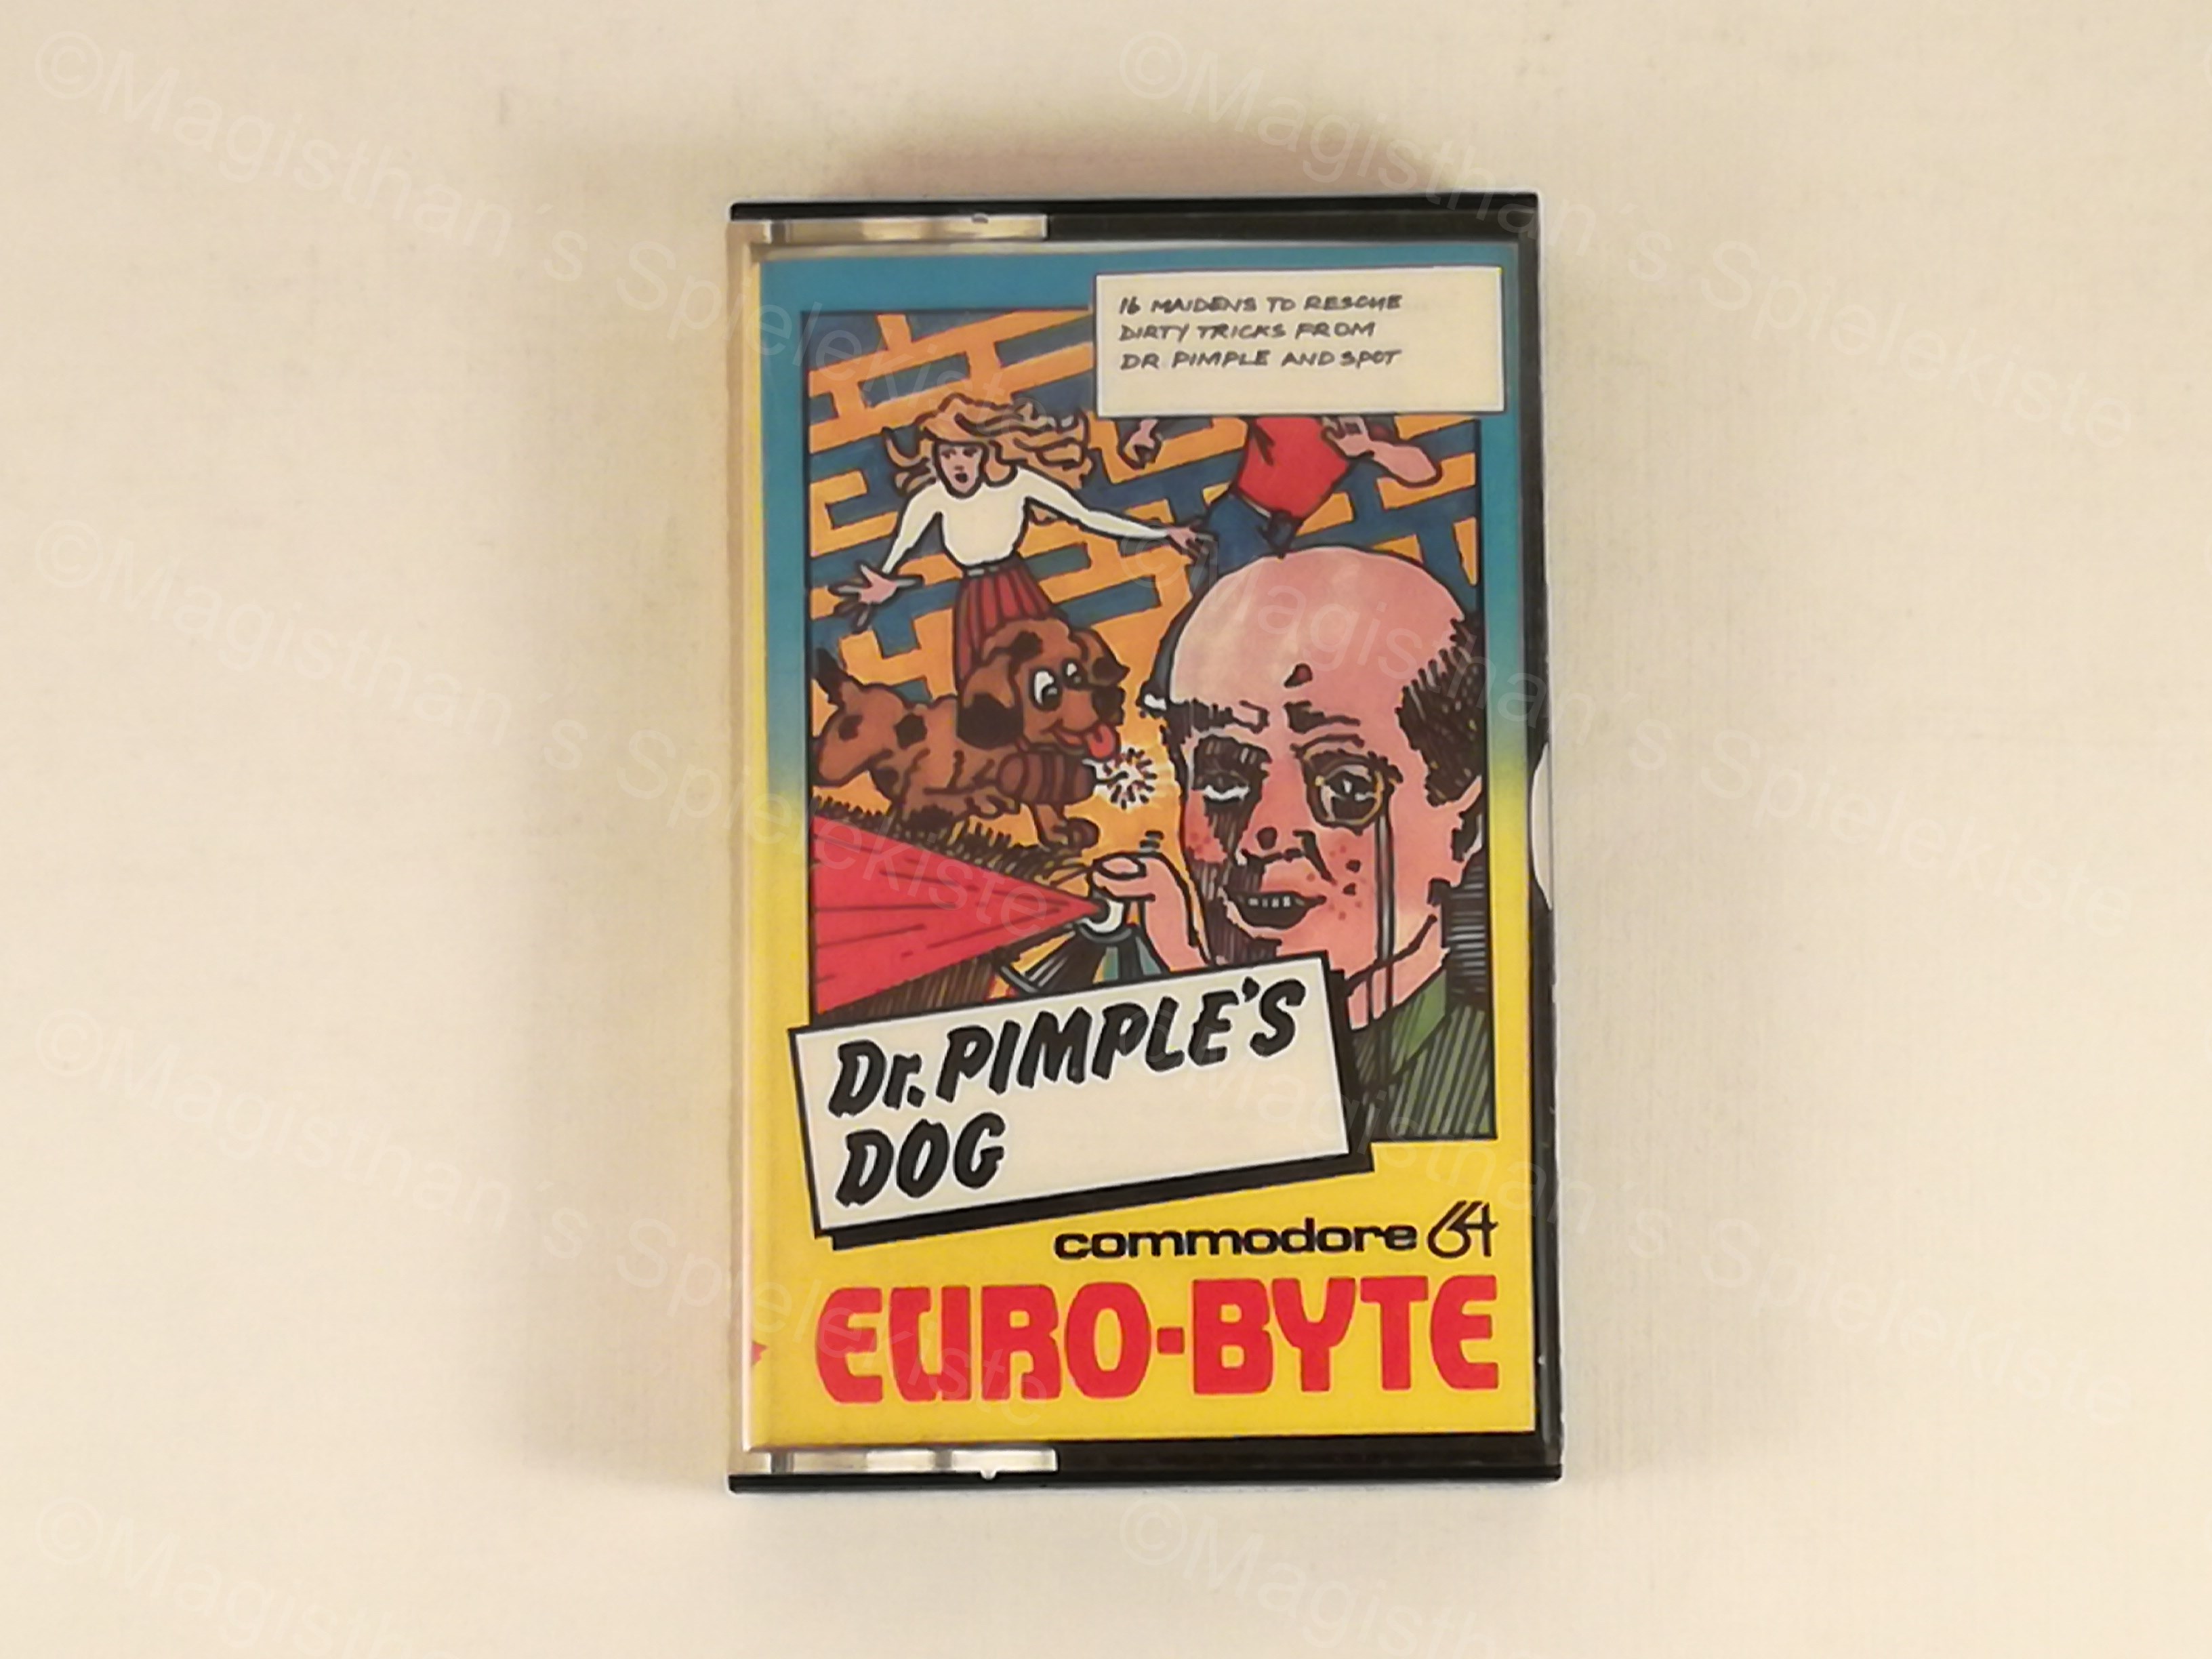 ©Magisthan´s Spielekiste
16 MAIDENS TO RESCUE
DIRTY TRICKS FROM
DR PIMPLE AND SPOT
Dr. PIMPLE'S
DOG
commodore 64
EURO-BYTE